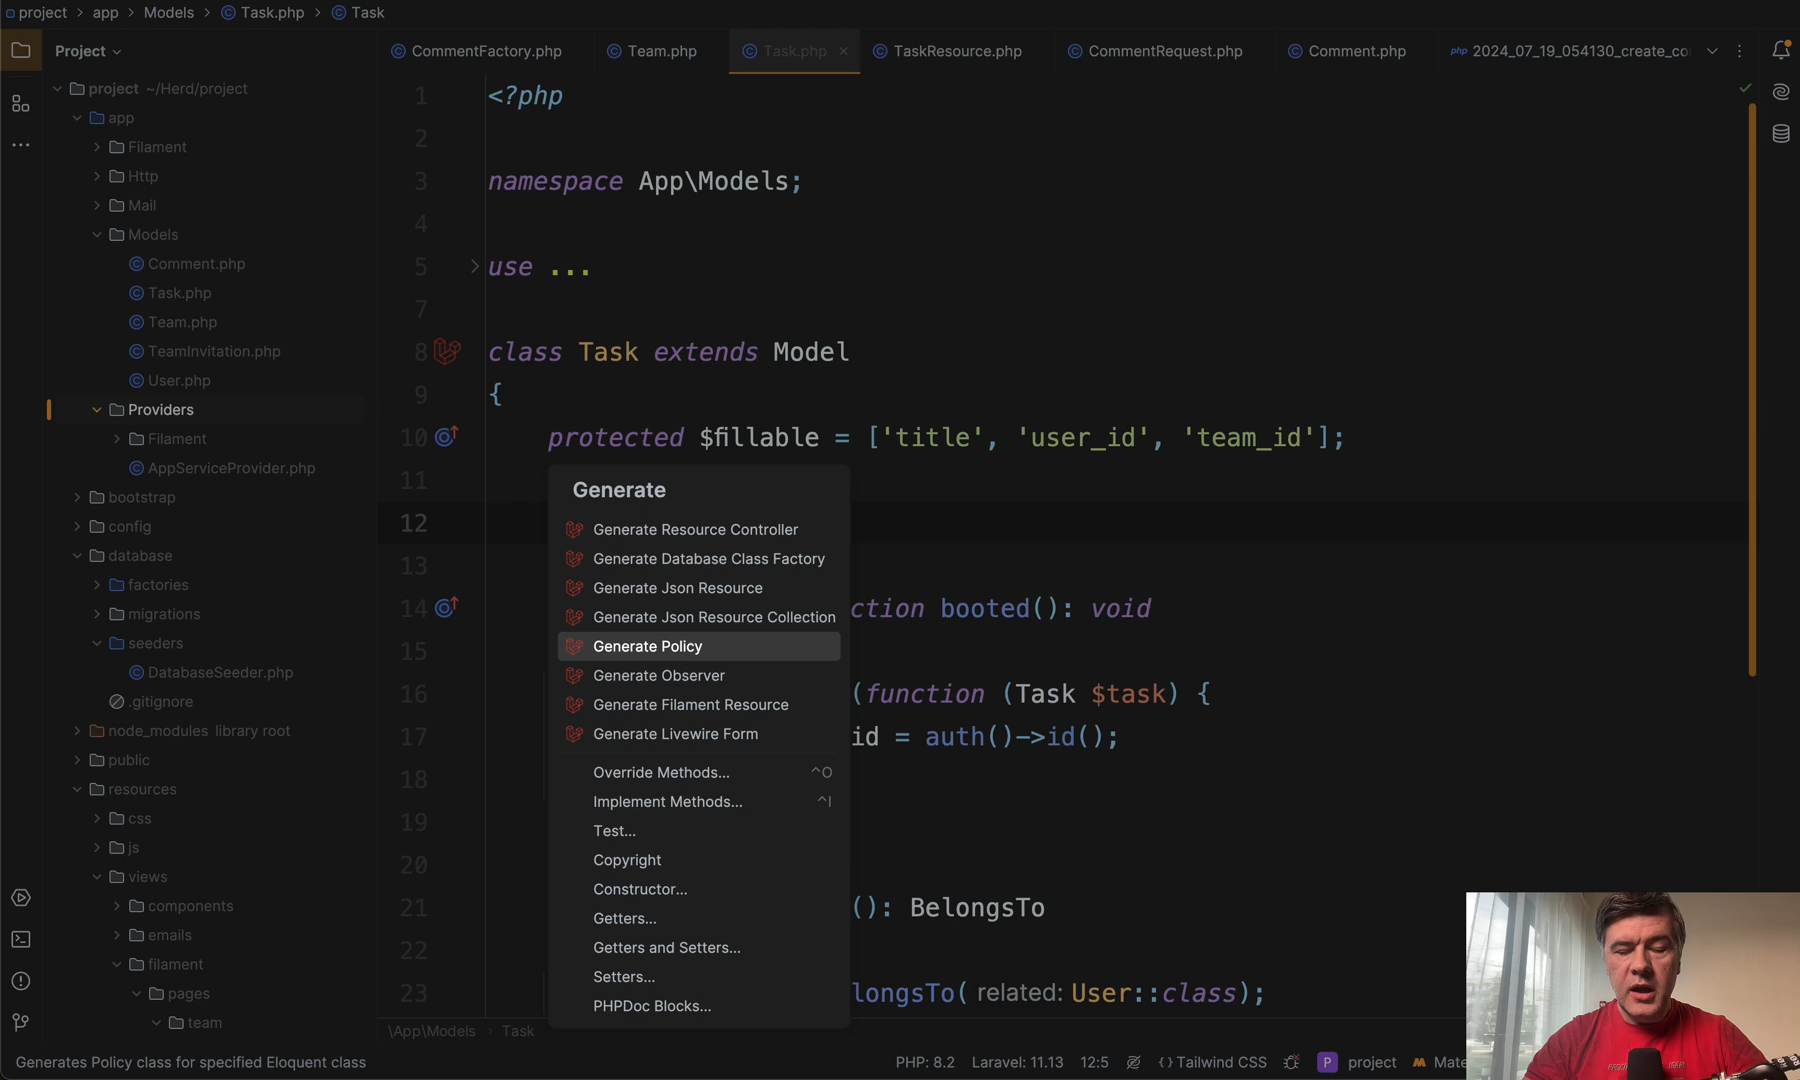 project > app > Models > Task.php > Task
Project
CommentFactory.php
Team.php
Task.php
TaskResource.php
CommentRequest.php
Comment.php
php 2024_07_19_054130_create_co
project ~/Herd/project
app
Filament
Http
Mail
Models
Comment.php
Task.php
Team.php
TeamInvitation.php
User.php
Providers
Filament
AppServiceProvider.php
bootstrap
config
database
factories
migrations
seeders
DatabaseSeeder.php
.gitignore
node_modules library root
public
resources
css
js
views
components
emails
filament
pages
team
1 <?php
2
3 namespace App\Models;
4
5 use ...
7
8 class Task extends Model
9 {
10 protected $fillable = ['title', 'user_id', 'team_id'];
11
12
13
14 ction booted(): void
15
16 (function (Task $task) {
17 id = auth()->id();
18
19
20
21 (): BelongsTo
22
23 longsTo( related: User::class);
Generate
Generate Resource Controller
Generate Database Class Factory
Generate Json Resource
Generate Json Resource Collection
Generate Policy
Generate Observer
Generate Filament Resource
Generate Livewire Form
Override Methods... ^O
Implement Methods... ^I
Test...
Copyright
Constructor...
Getters...
Getters and Setters...
Setters...
PHPDoc Blocks...
\App\Models > Task
Generates Policy class for specified Eloquent class
PHP: 8.2 Laravel: 11.13 12:5 Tailwind CSS P project Mate